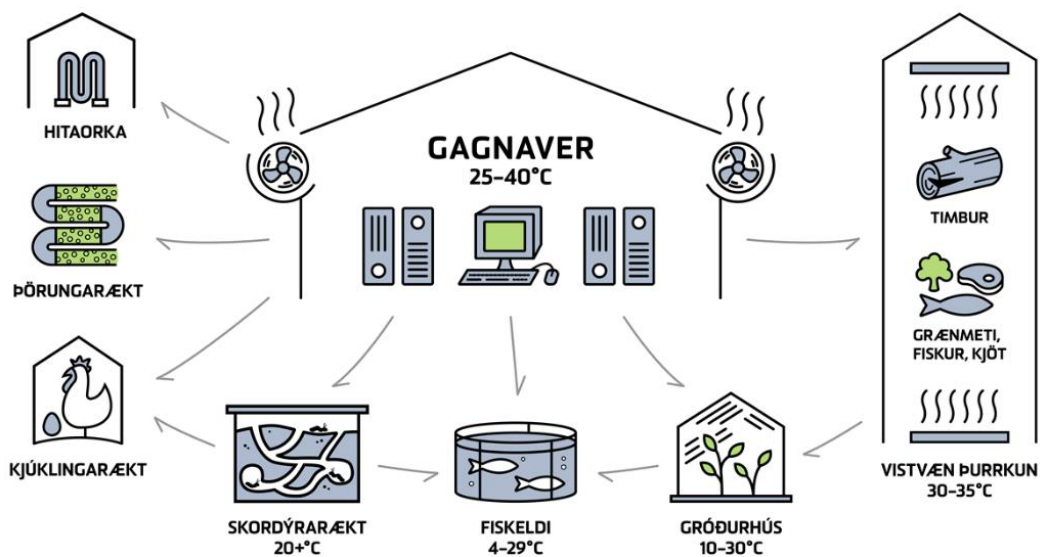 HITAORKA
ÞÖRUNGARÆKT
KJÚKLINGARÆKT
GAGNAVER
25–40°C
SKORDÝRARÆKT
20+°C
FISKELDI
4–29°C
GRÓÐURHÚS
10–30°C
TIMBUR
GRÆNMETI,
FISKUR, KJÖT
VISTVÆN ÞURRKUN
30–35°C